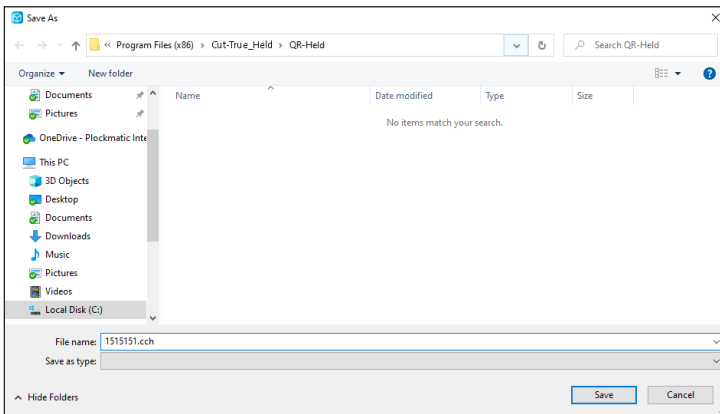 Save As
« Program Files (x86) › Cut-True_Held › QR-Held
Search QR-Held
Organize
New folder
Name
Date modified
Type
Size
No items match your search.
Documents
Pictures
OneDrive - Plockmatic Inte
This PC
3D Objects
Desktop
Documents
Downloads
Music
Pictures
Videos
Local Disk (C:)
File name: 1515151.cch
Save as type:
Hide Folders
Save
Cancel